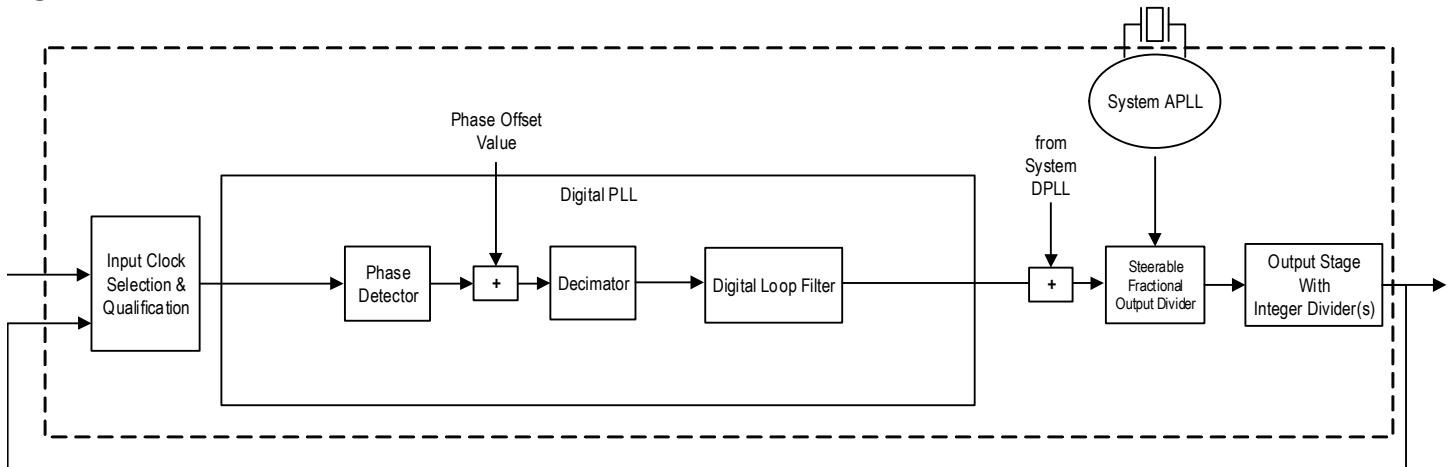 System APLL
Phase Offset
Value
from
System
DPLL
Digital PLL
Input Clock
Selection &
Qualification
Phase
Detector
+
Decimator
Digital Loop Filter
+
Steerable
Fractional
Output Divider
Output Stage
With
Integer Divider(s)